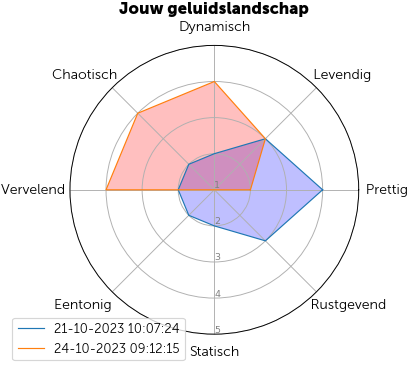 Jouw geluidslandschap
Dynamisch
Chaotisch
Levendig
Vervelend
Prettig
1
2
3
4
5
Eentonig
Rustgevend
Statisch
21-10-2023 10:07:24
24-10-2023 09:12:15